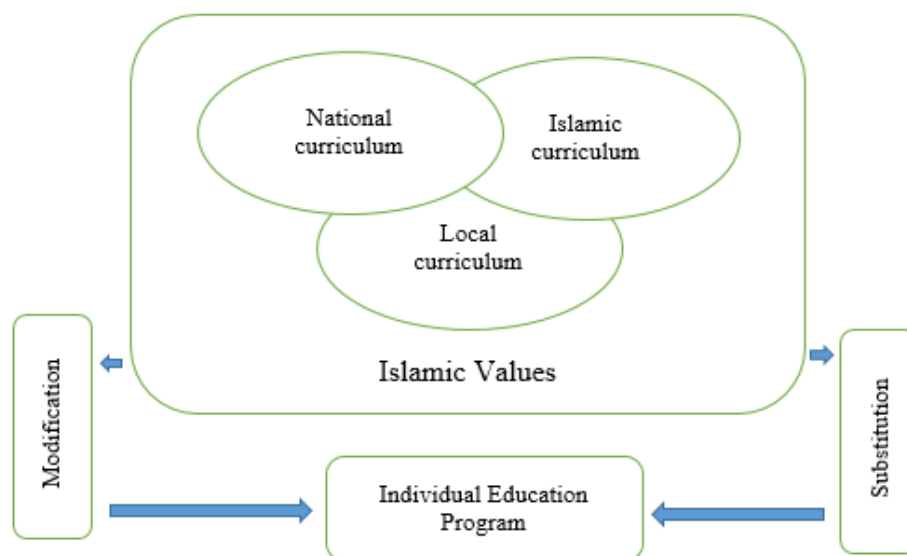 National
curriculum
Islamic
curriculum
Local
curriculum
Islamic Values
Modification
Substitution
Individual Education
Program